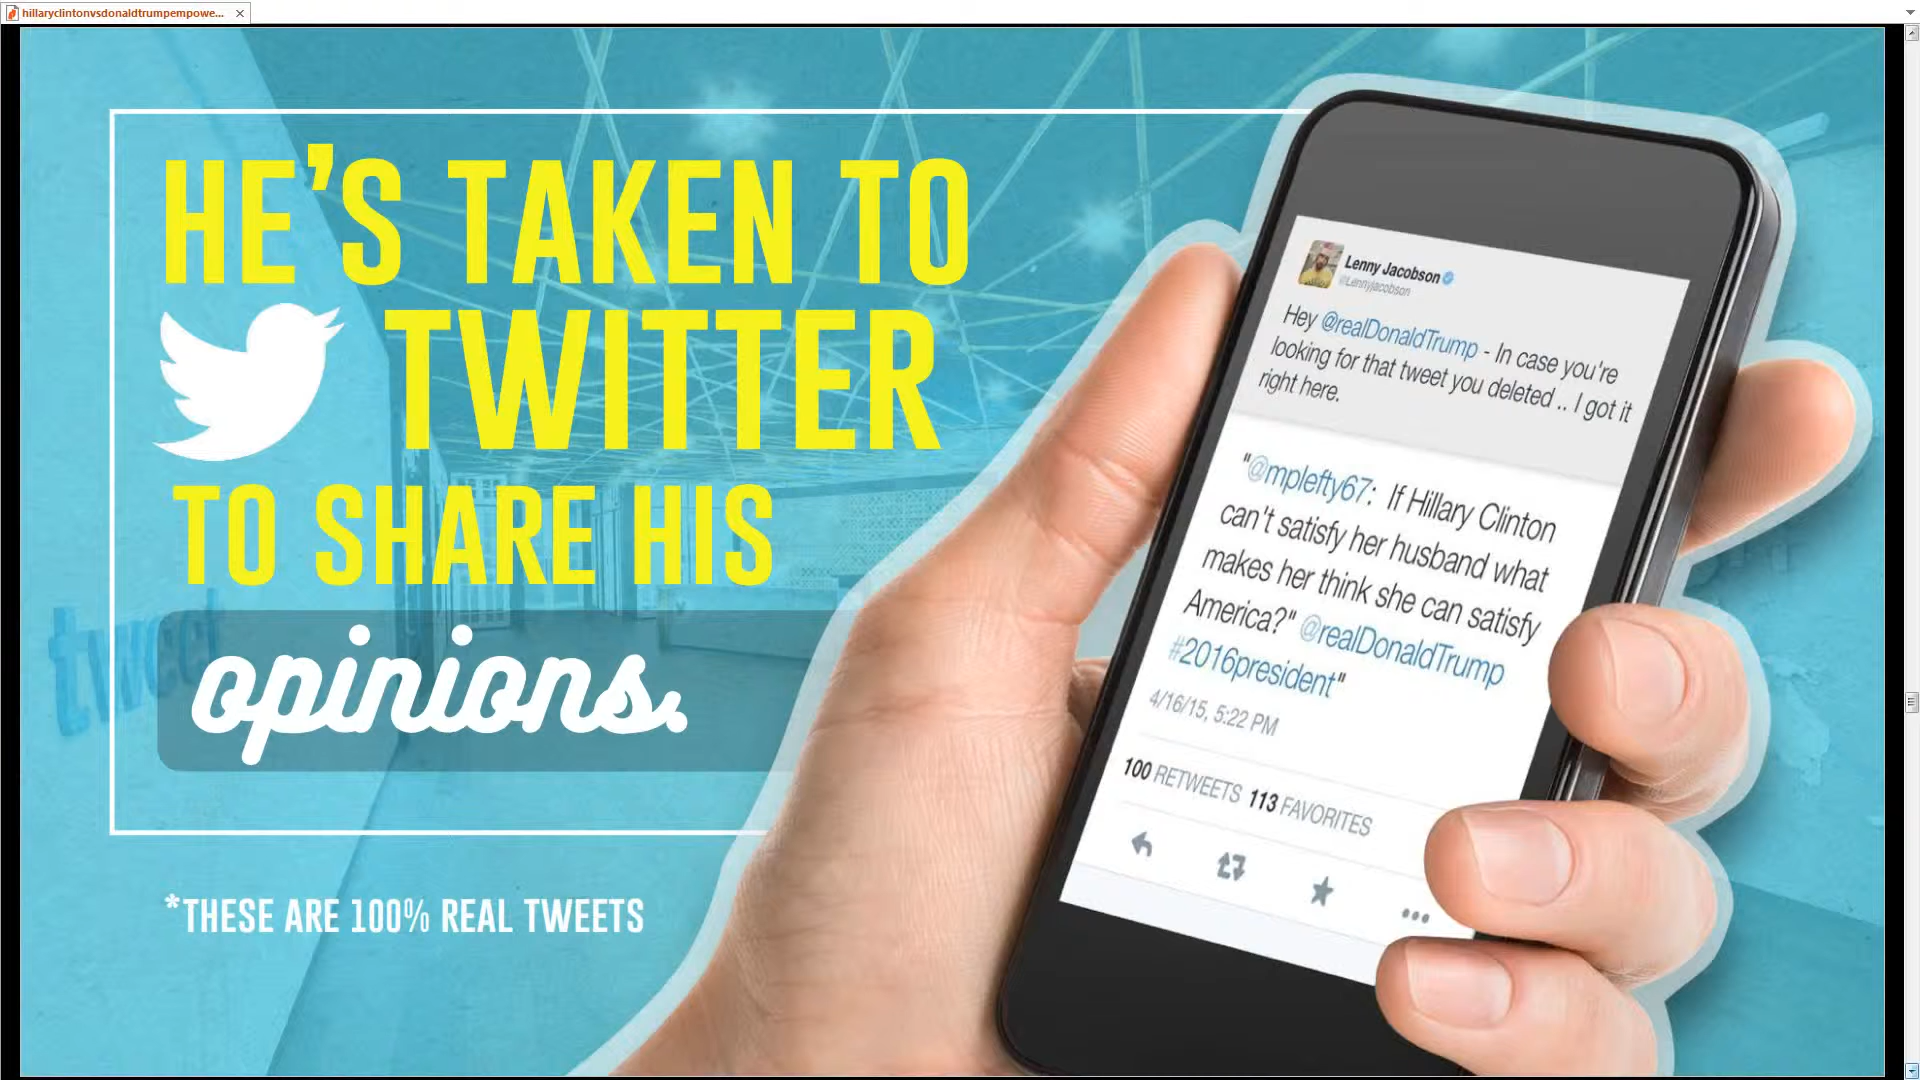 hillaryclintonvsdonaldtrumpempowe...
HE'S TAKEN TO
TWITTER
TO SHARE HIS
opinions.
*THESE ARE 100% REAL TWEETS
tweet
Lenny Jacobson
@Lennyjacobson
Hey @realDonaldTrump - In case you're
looking for that tweet you deleted .. I got it
right here.
"@mplefty67: If Hillary Clinton
can't satisfy her husband what
makes her think she can satisfy
America?" @realDonaldTrump
#2016president"
4/16/15, 5:22 PM
100 RETWEETS 113 FAVORITES